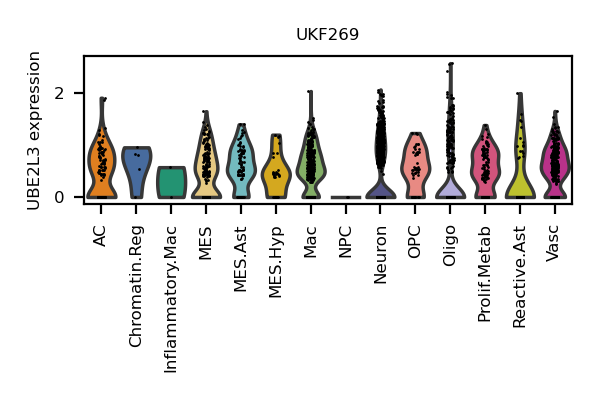 UKF269
UBE2L3 expression
2
0
AC
Chromatin.Reg
Inflammatory.Mac
MES
MES.Ast
MES.Hyp
Mac
NPC
Neuron
OPC
Oligo
Prolif.Metab
Reactive.Ast
Vasc